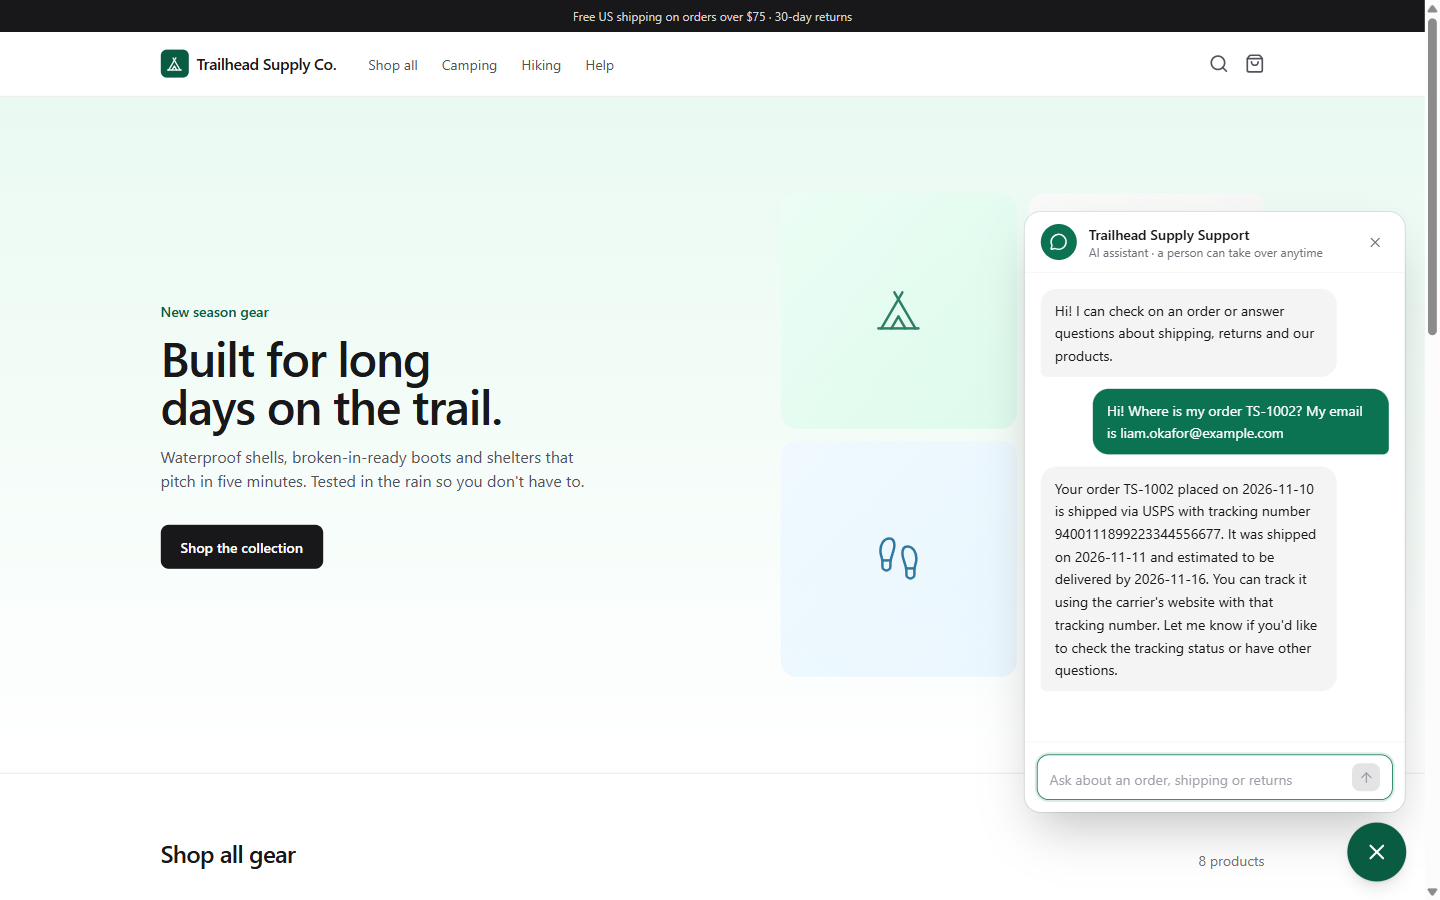 Free US shipping on orders over $75 · 30-day returns
Trailhead Supply Co.
Shop all
Camping
Hiking
Help
New season gear
Built for long
days on the trail.
Waterproof shells, broken-in-ready boots and shelters that
pitch in five minutes. Tested in the rain so you don't have to.
Shop the collection
Trailhead Supply Support
AI assistant · a person can take over anytime
Hi! I can check on an order or answer
questions about shipping, returns and our
products.
Hi! Where is my order TS-1002? My email
is liam.okafor@example.com
Your order TS-1002 placed on 2026-11-10
is shipped via USPS with tracking number
9400111899223344556677. It was shipped
on 2026-11-11 and estimated to be
delivered by 2026-11-16. You can track it
using the carrier's website with that
tracking number. Let me know if you'd like
to check the tracking status or have other
questions.
Ask about an order, shipping or returns
Shop all gear
8 products